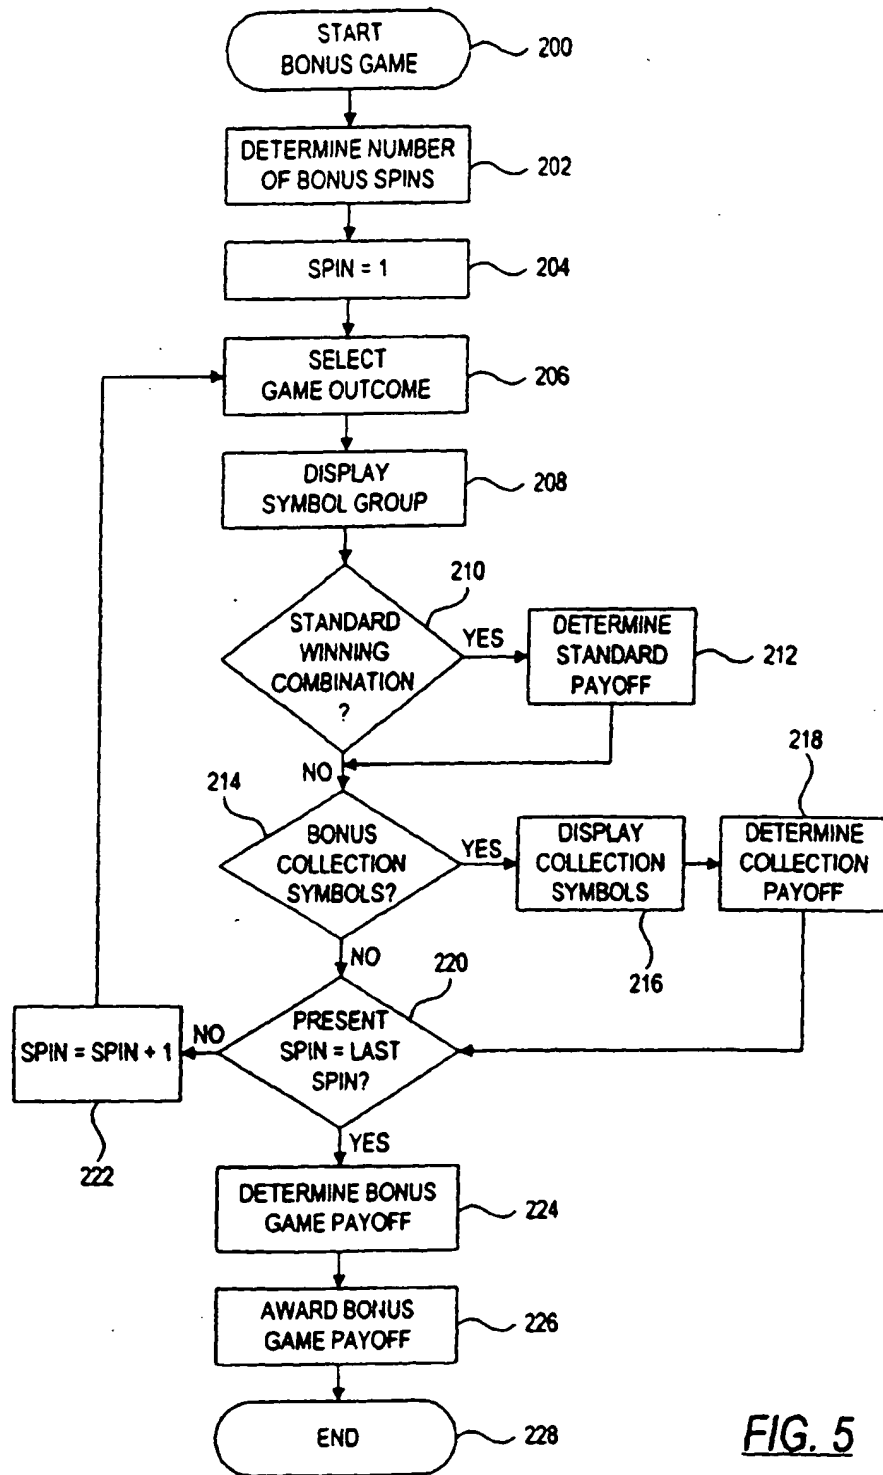 START
BONUS GAME
200
DETERMINE NUMBER
OF BONUS SPINS
202
SPIN = 1
204
SELECT
GAME OUTCOME
206
DISPLAY
SYMBOL GROUP
208
210
STANDARD
WINNING
COMBINATION
?
YES
DETERMINE
STANDARD
PAYOFF
212
NO
214
BONUS
COLLECTION
SYMBOLS?
YES
DISPLAY
COLLECTION
SYMBOLS
216
218
DETERMINE
COLLECTION
PAYOFF
NO
220
PRESENT
SPIN = LAST
SPIN?
NO
SPIN = SPIN + 1
222
YES
DETERMINE BONUS
GAME PAYOFF
224
AWARD BONUS
GAME PAYOFF
226
END
228
FIG. 5